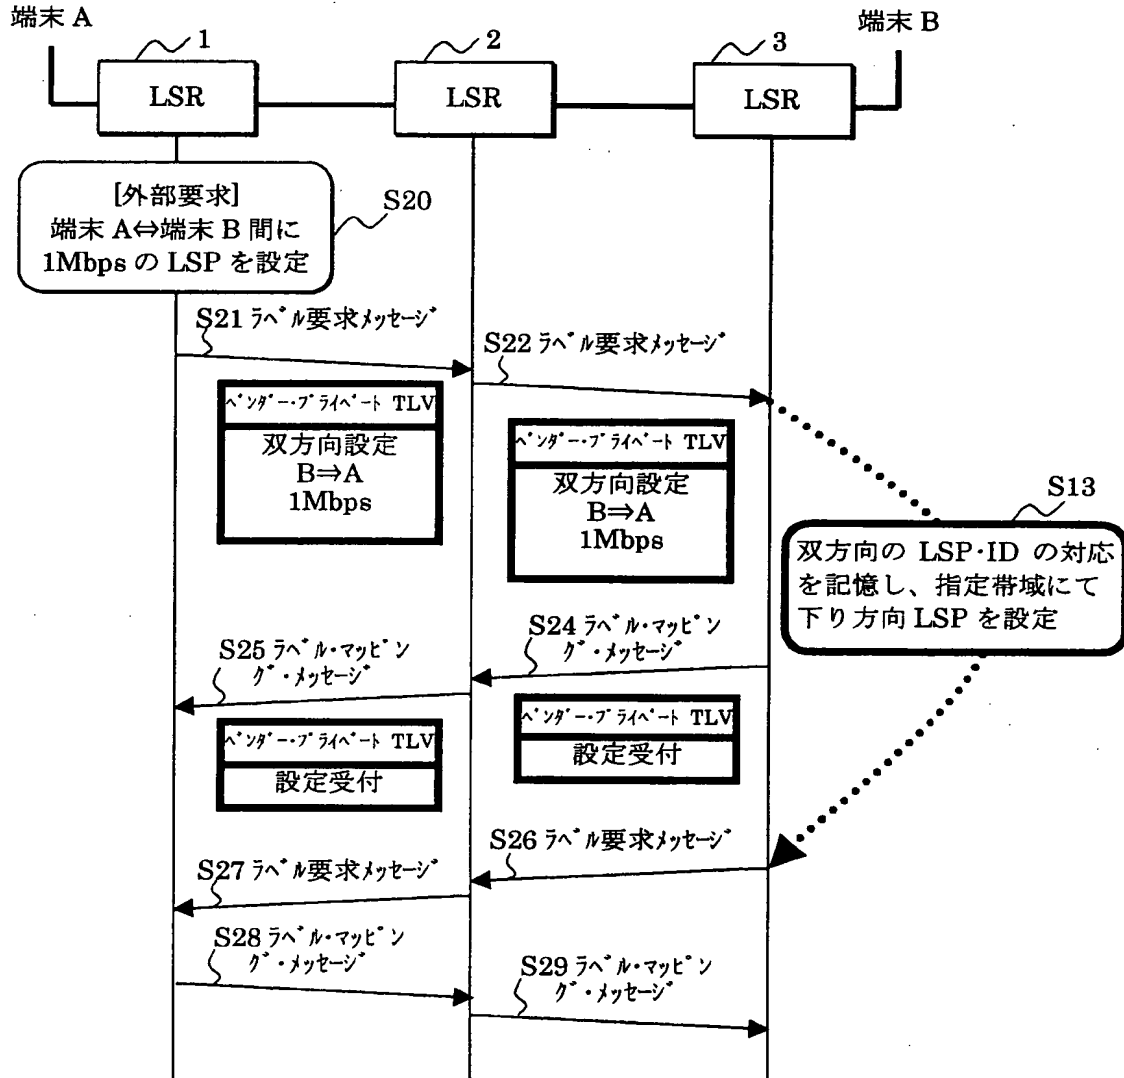 端末 A
端末 B
1
2
3
LSR
LSR
LSR
[外部要求]
端末 A⇔端末 B 間に
1Mbps の LSP を設定
S20
S21 ﾗﾍﾞﾙ要求ﾒｯｾｰｼﾞ
S22 ﾗﾍﾞﾙ要求ﾒｯｾｰｼﾞ
ﾍﾞﾝﾀﾞｰ・ﾌﾟﾗｲﾍﾞｰﾄ TLV
双方向設定
B⇒A
1Mbps
ﾍﾞﾝﾀﾞｰ・ﾌﾟﾗｲﾍﾞｰﾄ TLV
双方向設定
B⇒A
1Mbps
S13
双方向の LSP·ID の対応
を記憶し、指定帯域にて
下り方向 LSP を設定
S24 ﾗﾍﾞﾙ・ﾏｯﾋﾟﾝ
ｸﾞ・ﾒｯｾｰｼﾞ
S25 ﾗﾍﾞﾙ・ﾏｯﾋﾟﾝ
ｸﾞ・ﾒｯｾｰｼﾞ
ﾍﾞﾝﾀﾞｰ・ﾌﾟﾗｲﾍﾞｰﾄ TLV
設定受付
ﾍﾞﾝﾀﾞｰ・ﾌﾟﾗｲﾍﾞｰﾄ TLV
設定受付
S26 ﾗﾍﾞﾙ要求ﾒｯｾｰｼﾞ
S27 ﾗﾍﾞﾙ要求ﾒｯｾｰｼﾞ
S28 ﾗﾍﾞﾙ・ﾏｯﾋﾟﾝ
ｸﾞ・ﾒｯｾｰｼﾞ
S29 ﾗﾍﾞﾙ・ﾏｯﾋﾟﾝ
ｸﾞ・ﾒｯｾｰｼﾞ